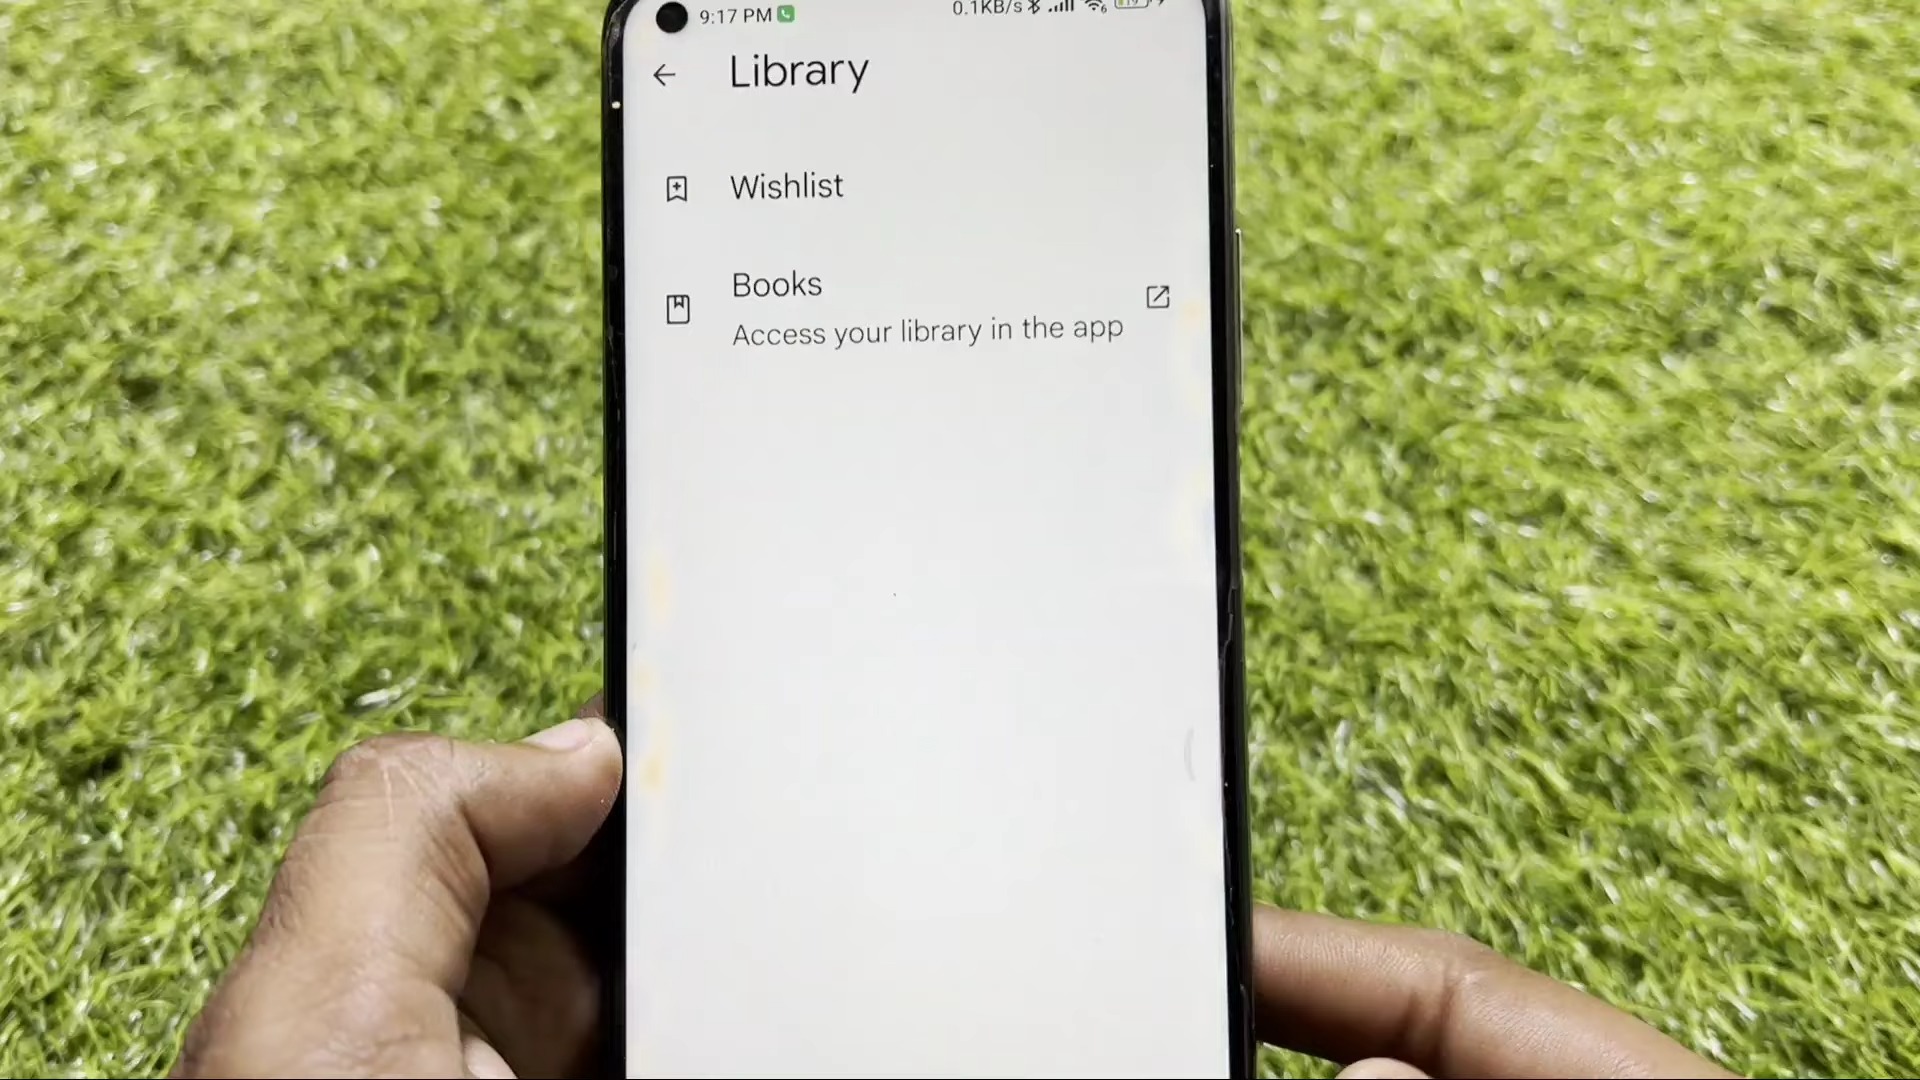 9:17 PM
0.1KB/s
Library
Wishlist
Books
Access your library in the app